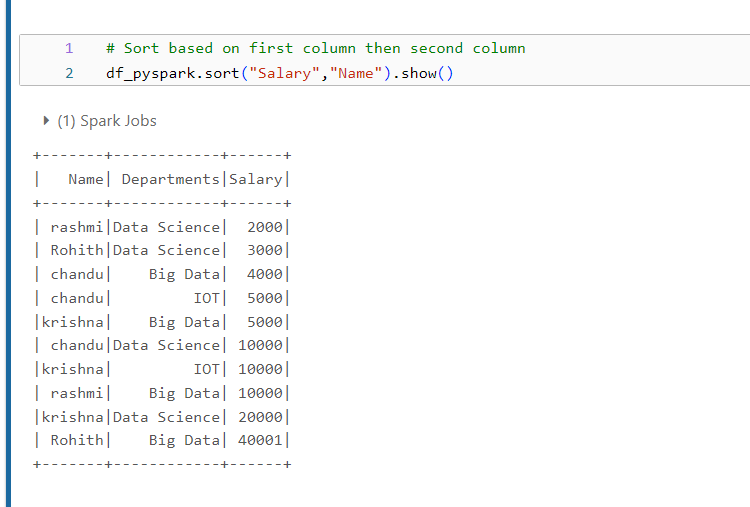 1 # Sort based on first column then second column
2 df_pyspark.sort("Salary","Name").show()
(1) Spark Jobs
+-------+------------+------+
|   Name| Departments|Salary|
+-------+------------+------+
| rashmi|Data Science|  2000|
| Rohith|Data Science|  3000|
| chandu|    Big Data|  4000|
| chandu|         IOT|  5000|
|krishna|    Big Data|  5000|
| chandu|Data Science| 10000|
|krishna|         IOT| 10000|
| rashmi|    Big Data| 10000|
|krishna|Data Science| 20000|
| Rohith|    Big Data| 40001|
+-------+------------+------+